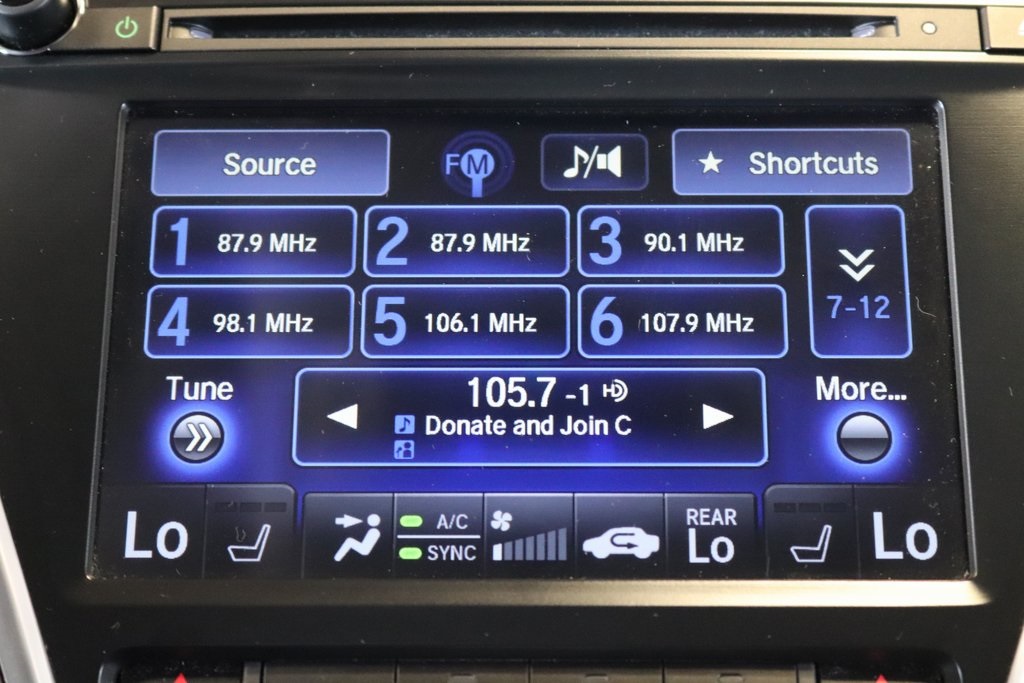 Source
FM
Shortcuts
1 87.9 MHz
2 87.9 MHz
3 90.1 MHz
4 98.1 MHz
5 106.1 MHz
6 107.9 MHz
7-12
Tune
105.7 -1 HD
Donate and Join C
More...
Lo
A/C
SYNC
REAR
Lo
Lo